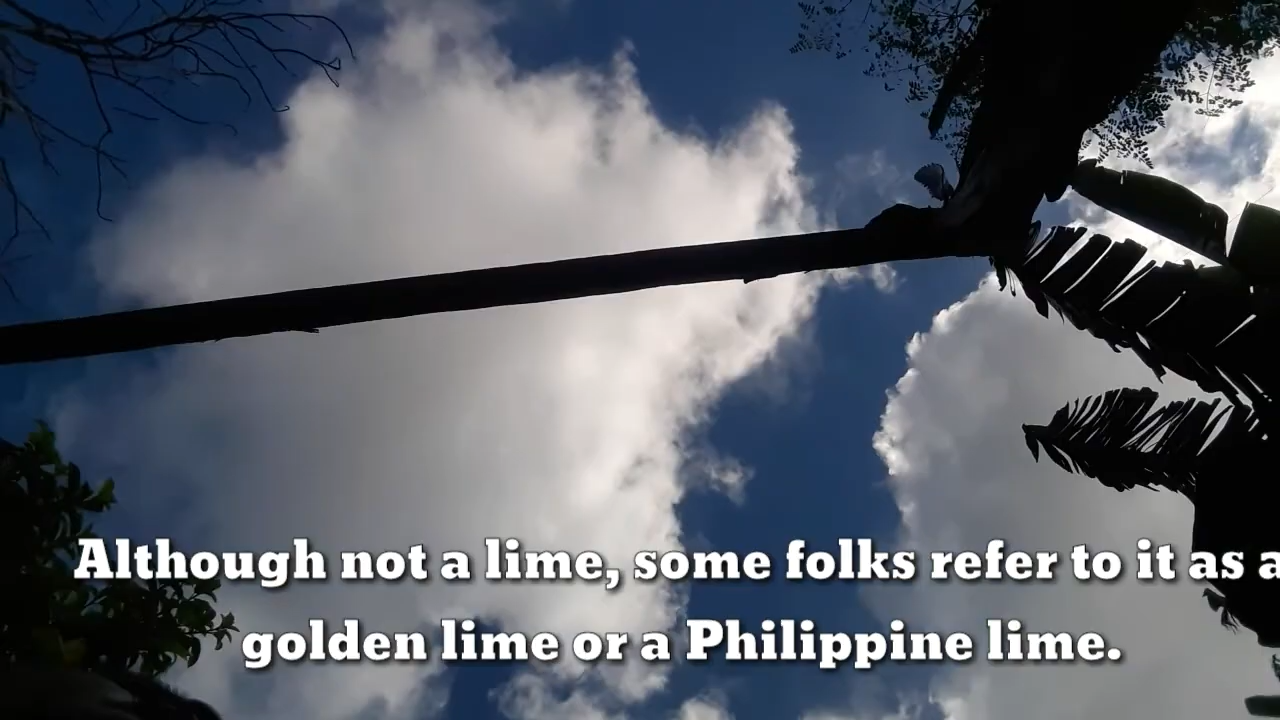 Although not a lime, some folks refer to it as a
golden lime or a Philippine lime.